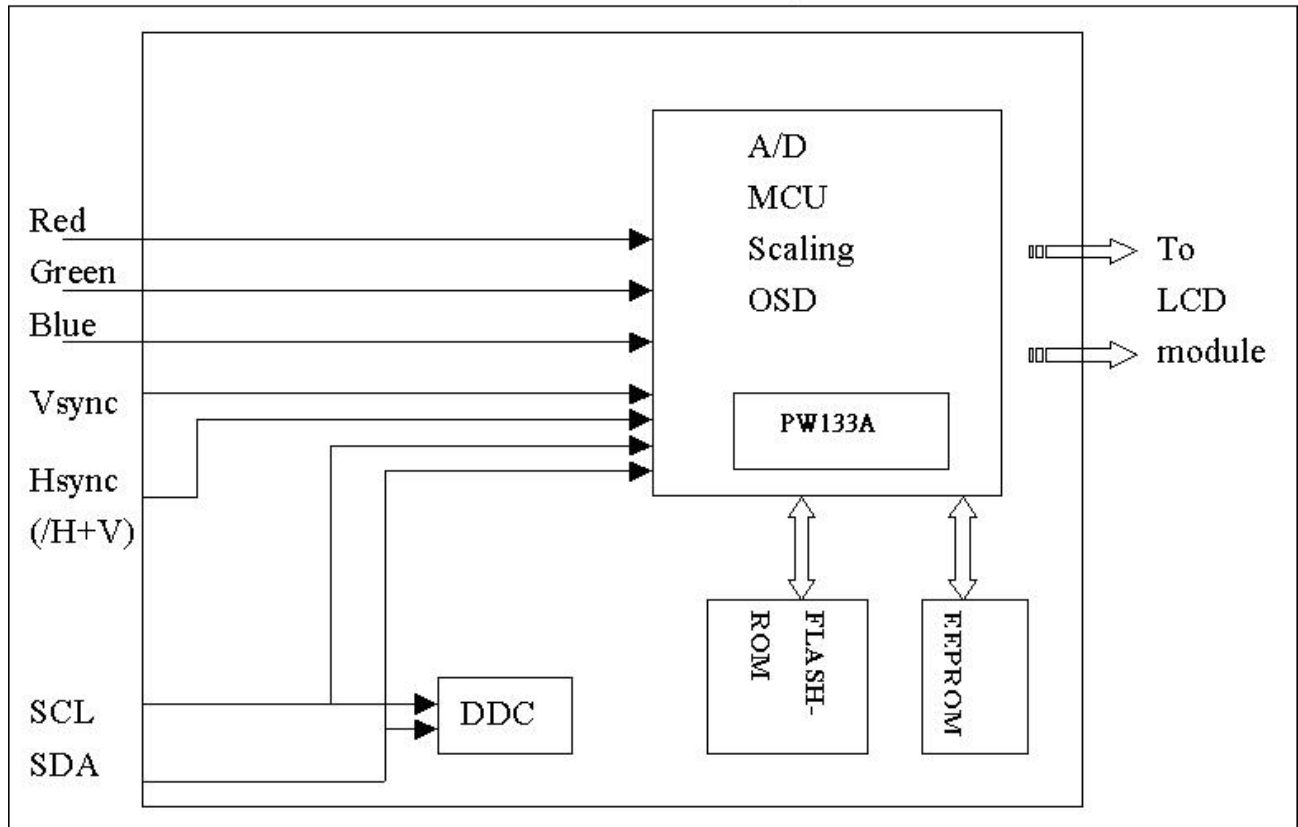 Red
Green
Blue
Vsync
Hsync
(/H+V)
SCL
SDA
A/D
MCU
Scaling
OSD
PW133A
To
LCD
module
DDC
FLASH-
ROM
EEPROM